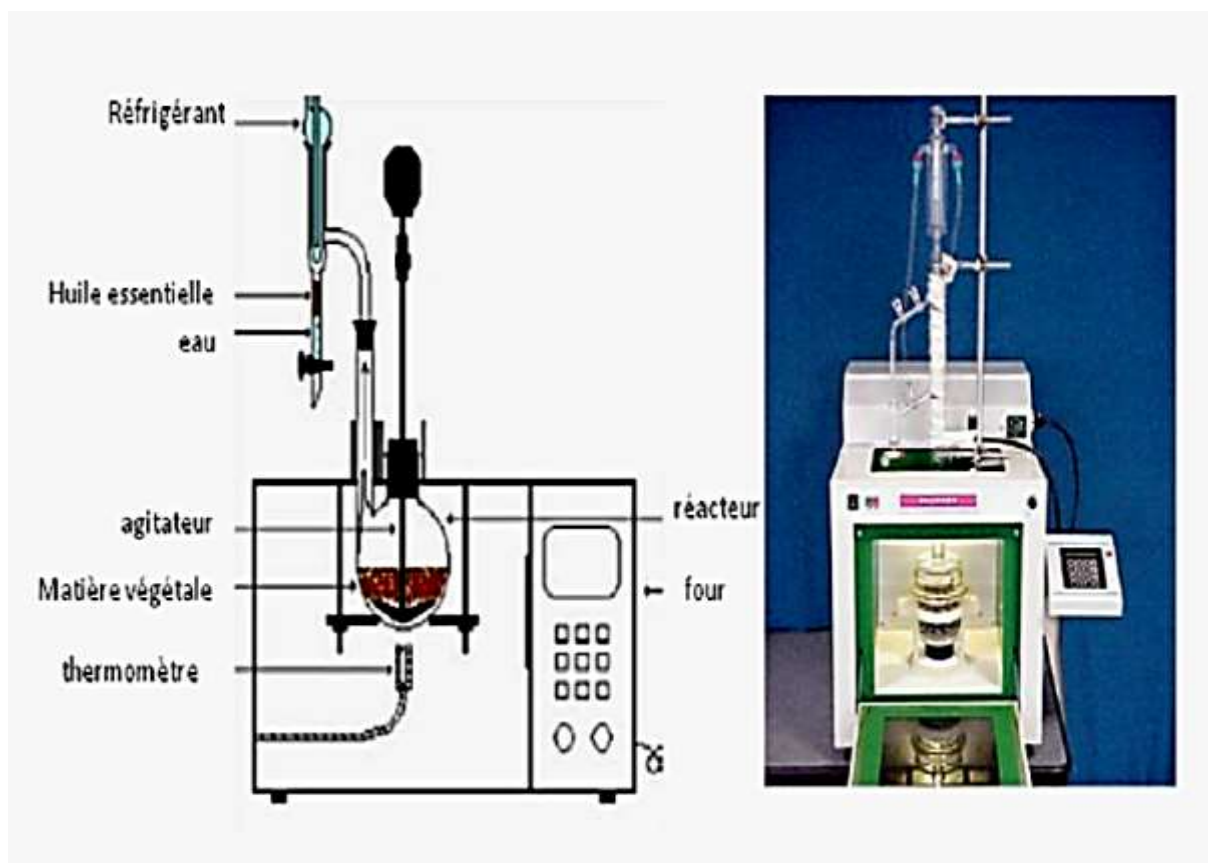 Réfrigérant
Huile essentielle
eau
agitateur
Matière végétale
thermomètre
réacteur
four